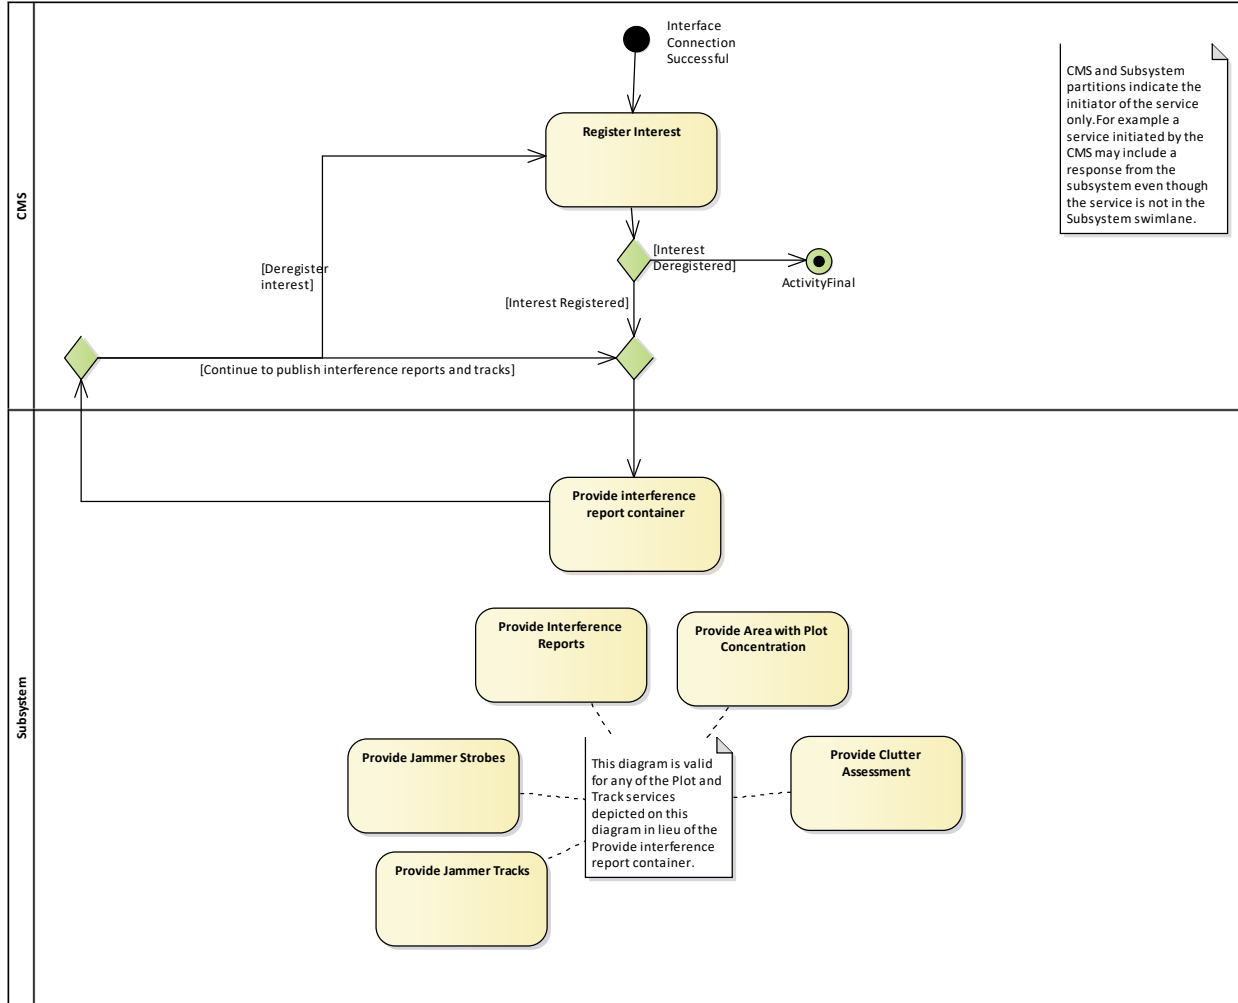 Interface
Connection
Successful
CMS and Subsystem
partitions indicate the
initiator of the service
only.For example a
service initiated by the
CMS may include a
response from the
subsystem even though
the service is not in the
Subsystem swimlane.
Register Interest
CMS
[Interest
Deregistered]
ActivityFinal
[Deregister
interest]
[Interest Registered]
[Continue to publish interference reports and tracks]
Provide interference
report container
Provide Interference
Reports
Provide Area with Plot
Concentration
Subsystem
Provide Jammer Strobes
This diagram is valid
for any of the Plot and
Track services
depicted on this
diagram in lieu of the
Provide interference
report container.
Provide Clutter
Assessment
Provide Jammer Tracks